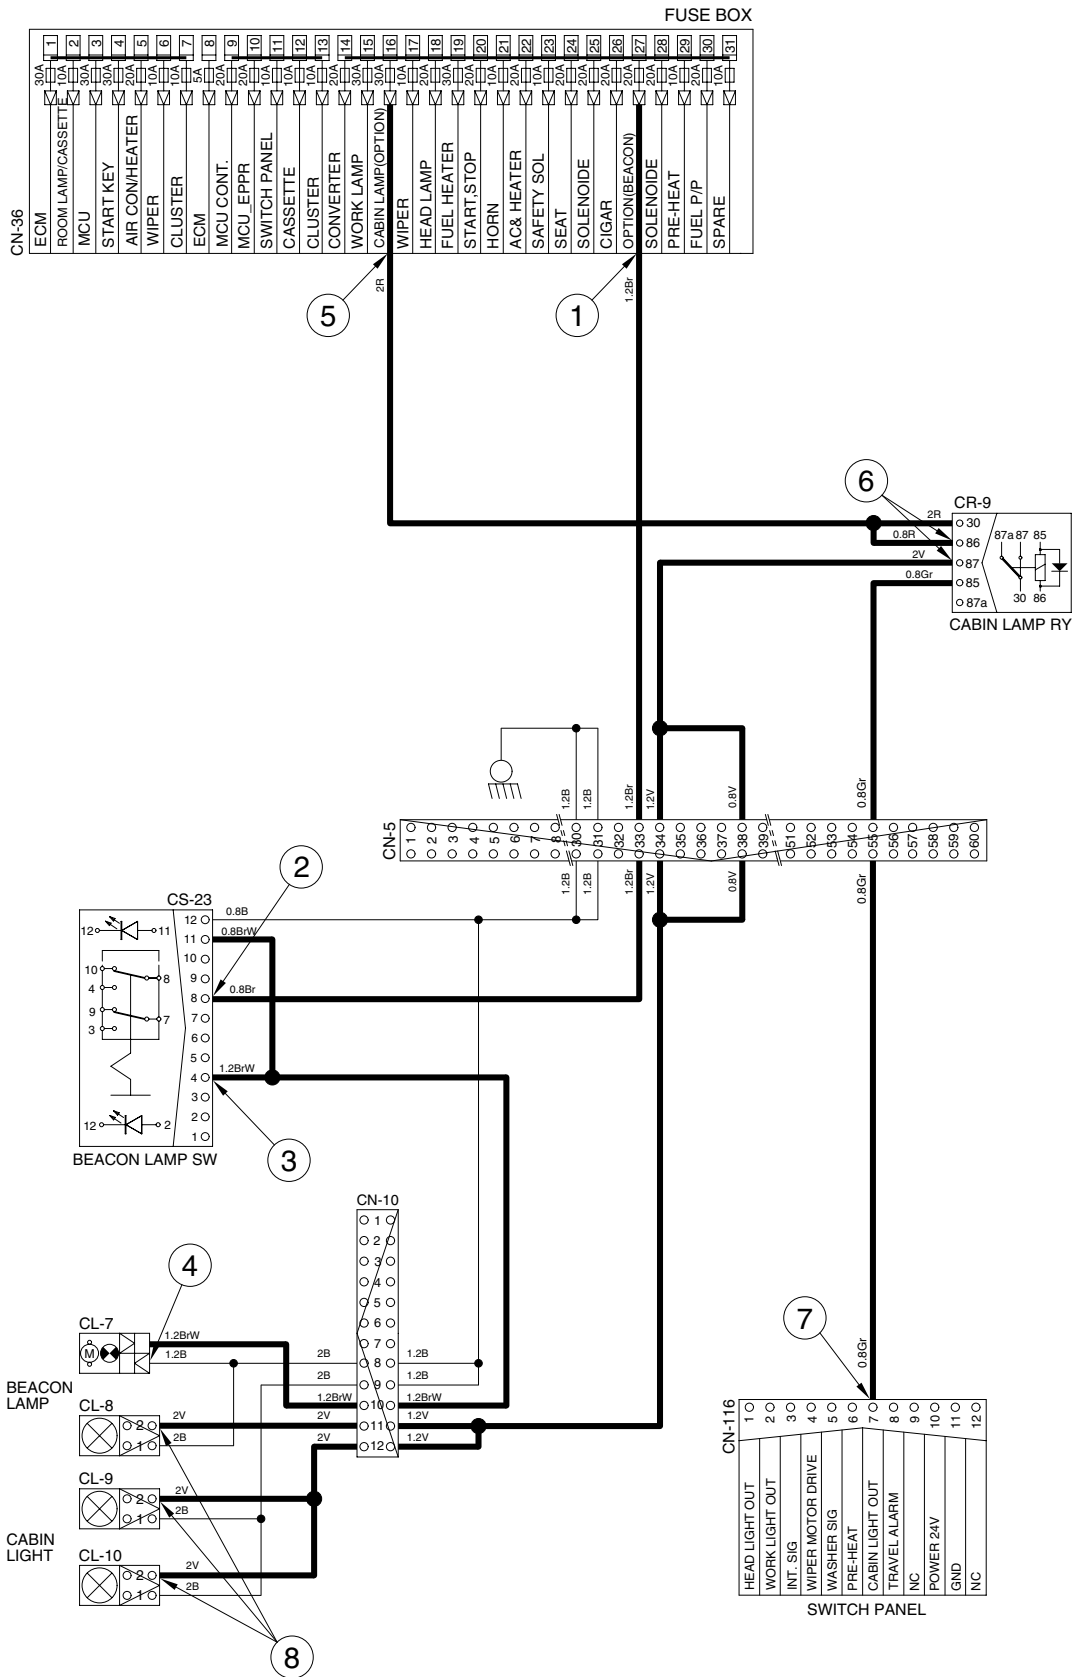 FUSE BOX
1 2 3 4 5 6 7 8 9 10 11 12 13 14 15 16 17 18 19 20 21 22 23 24 25 26 27 28 29 30 31
30A 10A 30A 30A 20A 10A 10A 5A 20A 20A 10A 10A 10A 20A 30A 20A 30A 10A 20A 30A 20A 10A 20A 10A 20A 20A 20A 20A 10A 20A 10A
CN-36
ECM
ROOM LAMP/CASSETTE
MCU
START KEY
AIR CON/HEATER
WIPER
CLUSTER
ECM
MCU CONT.
MCU_EPPR
SWITCH PANEL
CASSETTE
CLUSTER
CONVERTER
WORK LAMP
CABIN LAMP(OPTION)
WIPER
HEAD LAMP
FUEL HEATER
START,STOP
HORN
AC& HEATER
SAFETY SOL
SEAT
SOLENOIDE
CIGAR
OPTION(BEACON)
SOLENOIDE
PRE-HEAT
FUEL P/P
SPARE
5
2R
1
1.2Br
6
CR-9
2R
30
0.8R
86
2V
87
0.8Gr
85
87a
87a 87 85
30 86
CABIN LAMP RY
1.2B 1.2B 1.2Br 1.2V 0.8V 0.8Gr
CN-5
1 2 3 4 5 6 7 8 30 31 32 33 34 35 36 37 38 39 51 52 53 54 55 56 57 58 59 60
1.2B 1.2B 1.2Br 1.2V 0.8V 0.8Gr
2
CS-23
12 0.8B
11 0.8BrW
10
9
8 0.8Br
7
6
5
4 1.2BrW
3
2
1
12 11
10 8
4
9 7
3
12 2
BEACON LAMP SW
3
CN-10
1
2
3
4
5
6
7
2B 8 1.2B
2B 9 1.2B
1.2BrW 10 1.2BrW
2V 11 1.2V
2V 12 1.2V
4
CL-7
M
1.2BrW
1.2B
BEACON
LAMP
CL-8
2 2V
1 2B
CL-9
2 2V
1 2B
CABIN
LIGHT
CL-10
2 2V
1 2B
8
7
0.8Gr
CN-116
1 2 3 4 5 6 7 8 9 10 11 12
HEAD LIGHT OUT
WORK LIGHT OUT
INT. SIG
WIPER MOTOR DRIVE
WASHER SIG
PRE-HEAT
CABIN LIGHT OUT
TRAVEL ALARM
NC
POWER 24V
GND
NC
SWITCH PANEL